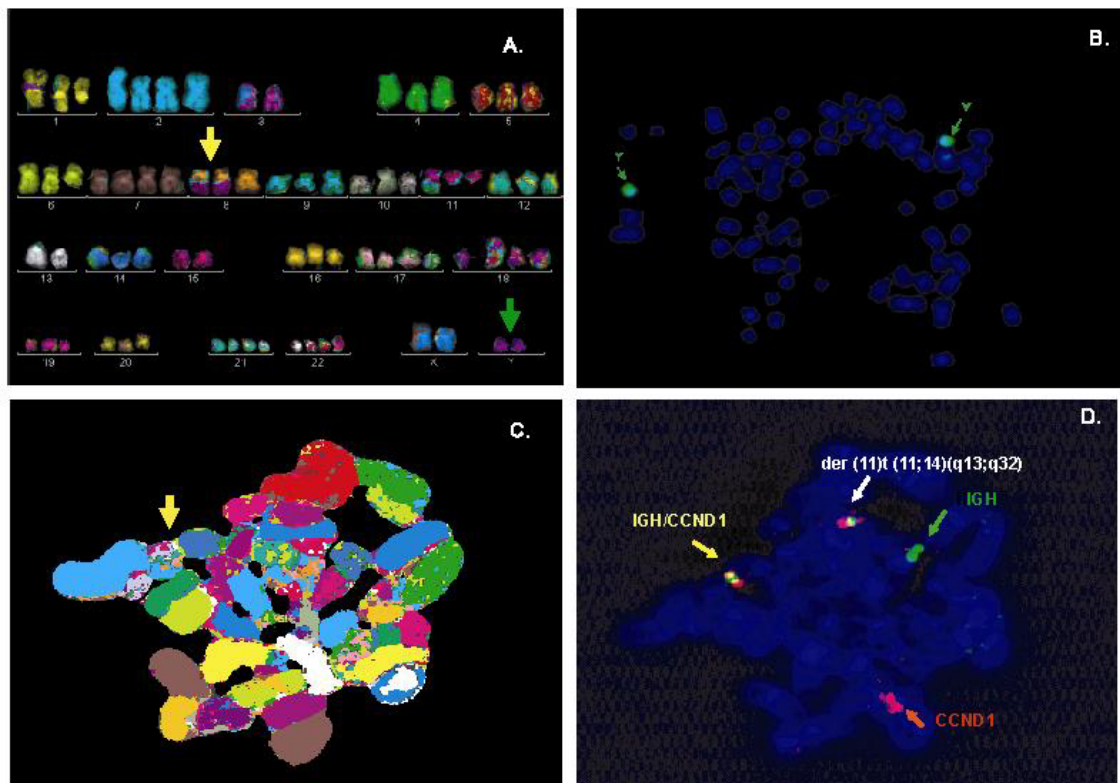 A.
1 2 3 4 5
6 7 8 9 10 11 12
13 14 15 16 17 18
19 20 21 22 X Y
B.
Y
Y
C.
D.
der (11)t (11;14)(q13;q32)
IGH
IGH/CCND1
CCND1